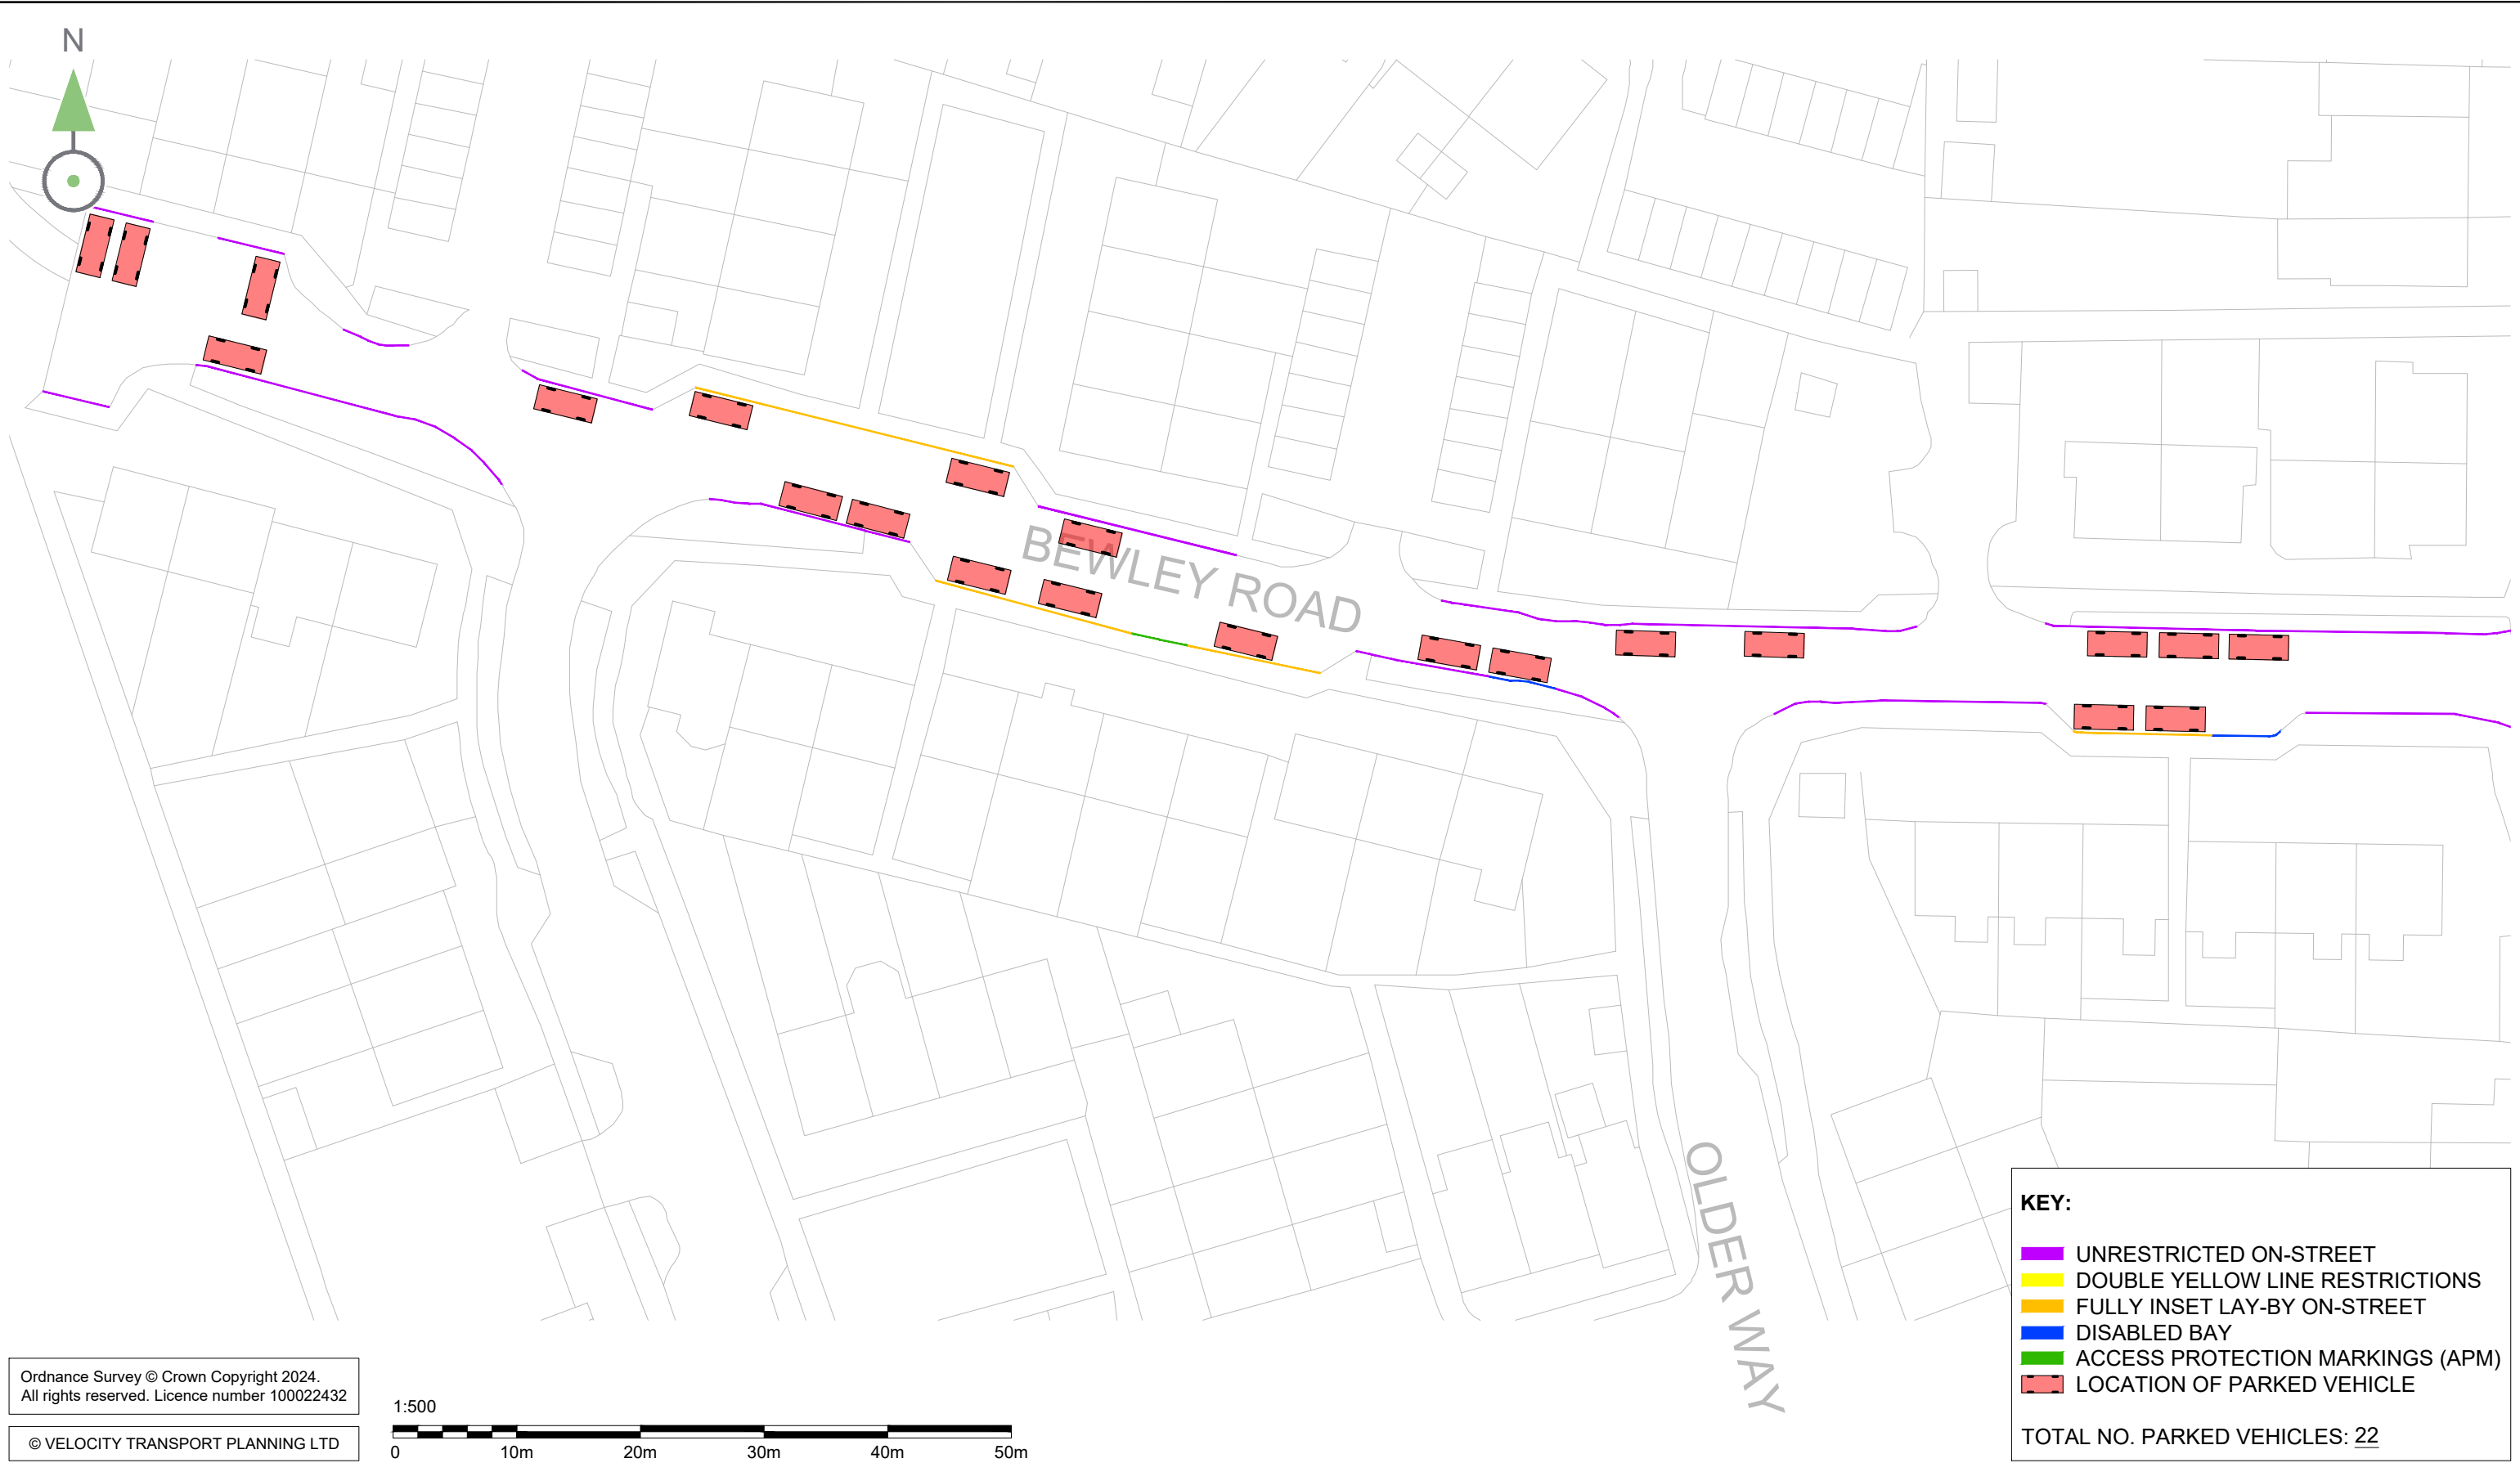 N
BEWLEY ROAD
OLDER WAY
KEY:
UNRESTRICTED ON-STREET
DOUBLE YELLOW LINE RESTRICTIONS
FULLY INSET LAY-BY ON-STREET
DISABLED BAY
ACCESS PROTECTION MARKINGS (APM)
LOCATION OF PARKED VEHICLE
TOTAL NO. PARKED VEHICLES: 22
Ordnance Survey © Crown Copyright 2024.
All rights reserved. Licence number 100022432
© VELOCITY TRANSPORT PLANNING LTD
1:500
0 10m 20m 30m 40m 50m